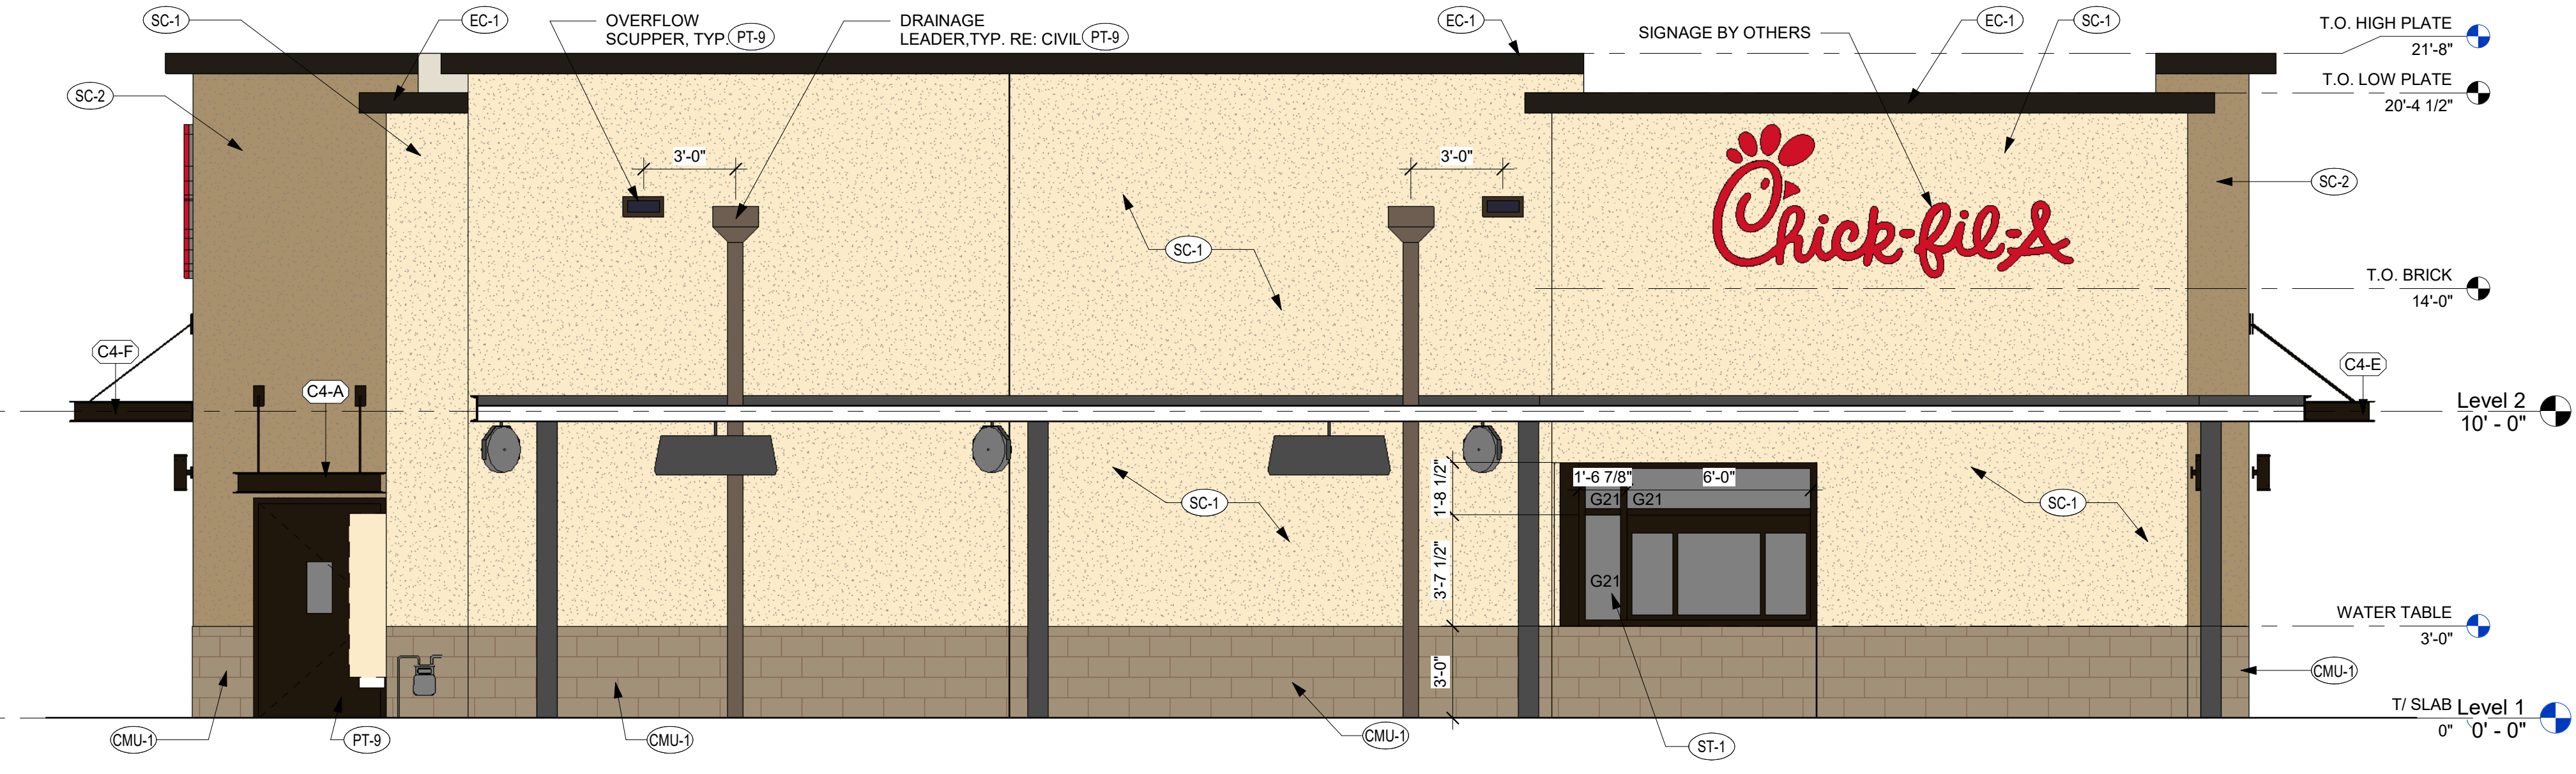 SC-1
EC-1
OVERFLOW
SCUPPER, TYP.
PT-9
DRAINAGE
LEADER,TYP. RE: CIVIL
PT-9
EC-1
SIGNAGE BY OTHERS
EC-1
SC-1
T.O. HIGH PLATE
21'-8"
SC-2
T.O. LOW PLATE
20'-4 1/2"
3'-0"
3'-0"
SC-2
Chick-fil-A
SC-1
T.O. BRICK
14'-0"
C4-F
C4-A
C4-E
Level 2
10' - 0"
1'-8 1/2"
1'-6 7/8"
6'-0"
G21
G21
SC-1
SC-1
3'-7 1/2"
G21
WATER TABLE
3'-0"
3'-0"
CMU-1
T/ SLAB
0"
Level 1
0' - 0"
CMU-1
PT-9
CMU-1
CMU-1
ST-1